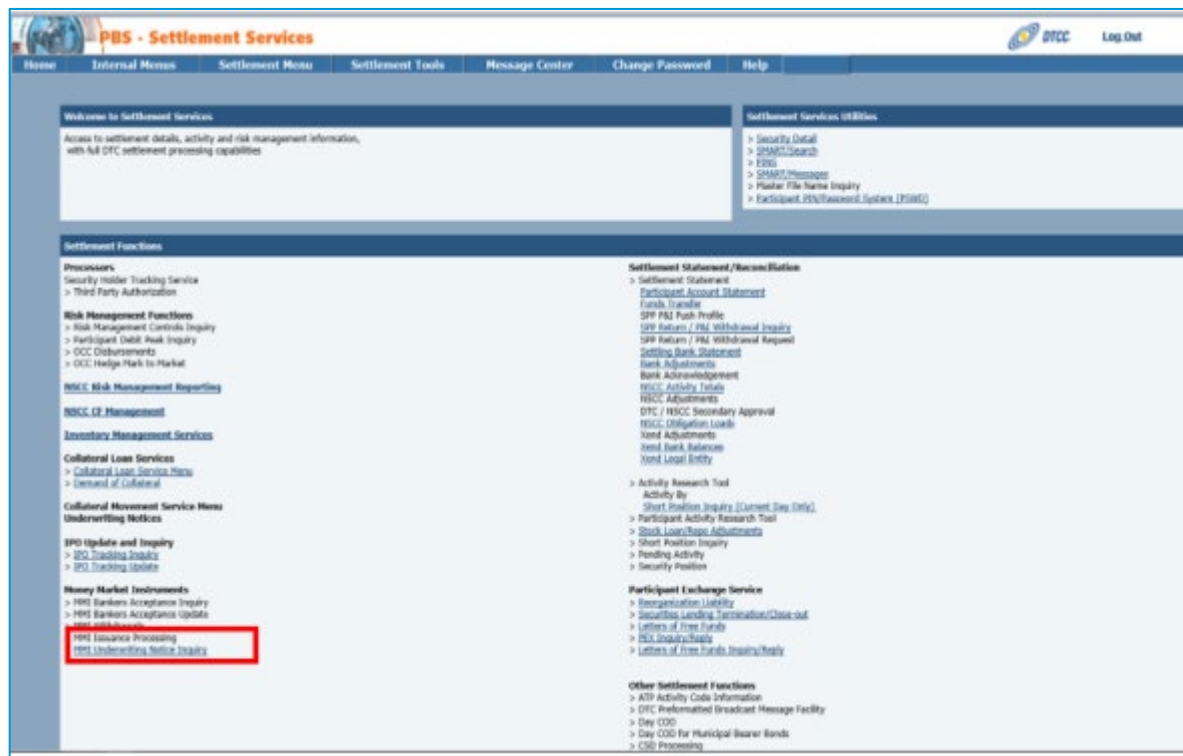 PBS - Settlement Services
DTCC
Log Out
Home Internal Menus Settlement Menu Settlement Tools Message Center Change Password Help
Welcome to Settlement Services
Access to settlement details, activity and risk management information,
with full DTC settlement processing capabilities
Settlement Services Utilities
> Security Detail
> SMART/Search
> PINS
> SMART/Messages
> Master File Name Inquiry
> Participant PIN/Password System (PSWD)
Settlement Functions
Processors
Security Holder Tracking Service
> Third Party Authorization
Risk Management Functions
> Risk Management Controls Inquiry
> Participant Debit Peak Inquiry
> OCC Disbursements
> OCC Hedge Mark to Market
NSCC Risk Management Reporting
NSCC CF Management
Inventory Management Services
Collateral Loan Services
> Collateral Loan Service Menu
> Demand of Collateral
Collateral Movement Service Menu
Underwriting Notices
IPO Update and Inquiry
> IPO Tracking Inquiry
> IPO Tracking Update
Money Market Instruments
> MMI Bankers Acceptance Inquiry
> MMI Bankers Acceptance Update
> MMI Withdrawals
MMI Issuance Processing
MMI Underwriting Notice Inquiry
Settlement Statement/Reconciliation
> Settlement Statement
Participant Account Statement
Funds Transfer
SPP P&I Push Profile
SPP Return / P&I Withdrawal Inquiry
SPP Return / P&I Withdrawal Request
Settling Bank Statement
Bank Adjustments
Bank Acknowledgement
NSCC Activity Totals
NSCC Adjustments
DTC / NSCC Secondary Approval
NSCC Obligation Loads
Xend Adjustments
Xend Bank Balances
Xend Legal Entity
> Activity Research Tool
Activity By
Short Position Inquiry (Current Day Only)
> Participant Activity Research Tool
> Stock Loan/Repo Adjustments
> Short Position Inquiry
> Pending Activity
> Security Position
Participant Exchange Service
> Reorganization Liability
> Securities Lending Termination/Close-out
> Letters of Free Funds
> PEX Inquiry/Reply
> Letters of Free Funds Inquiry/Reply
Other Settlement Functions
> ATP Activity Code Information
> DTC Preformatted Broadcast Message Facility
> Day COD
> Day COD for Municipal Bearer Bonds
> CSD Processing